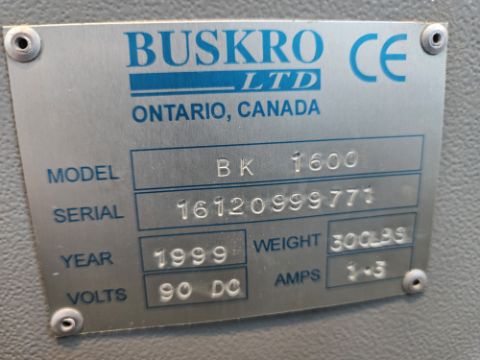 BUSKRO
LTD
CE
ONTARIO, CANADA
MODEL BK 1600
SERIAL 16120999771
YEAR 1999 WEIGHT 300LBS
VOLTS 90 DC AMPS 1.3